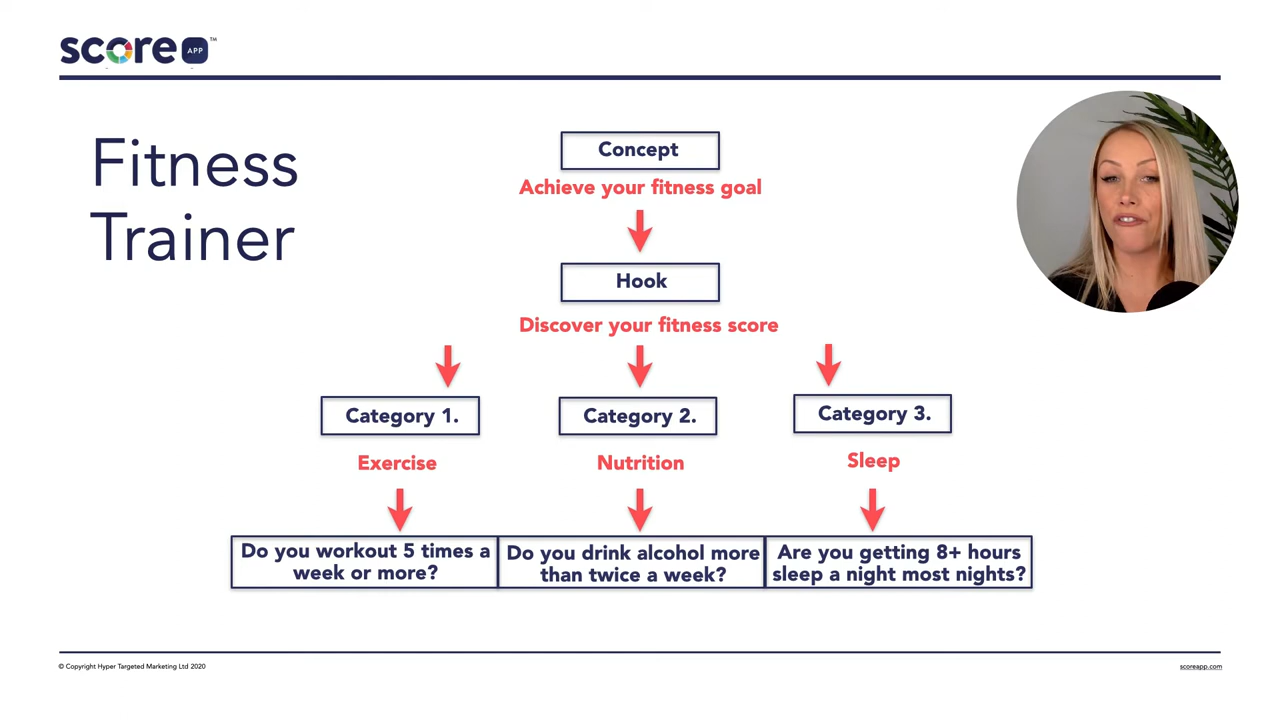 score APP ™
Fitness
Trainer
Concept
Achieve your fitness goal
Hook
Discover your fitness score
Category 1.
Category 2.
Category 3.
Exercise
Nutrition
Sleep
Do you workout 5 times a
week or more?
Do you drink alcohol more
than twice a week?
Are you getting 8+ hours
sleep a night most nights?
© Copyright Hyper Targeted Marketing Ltd 2020
scoreapp.com